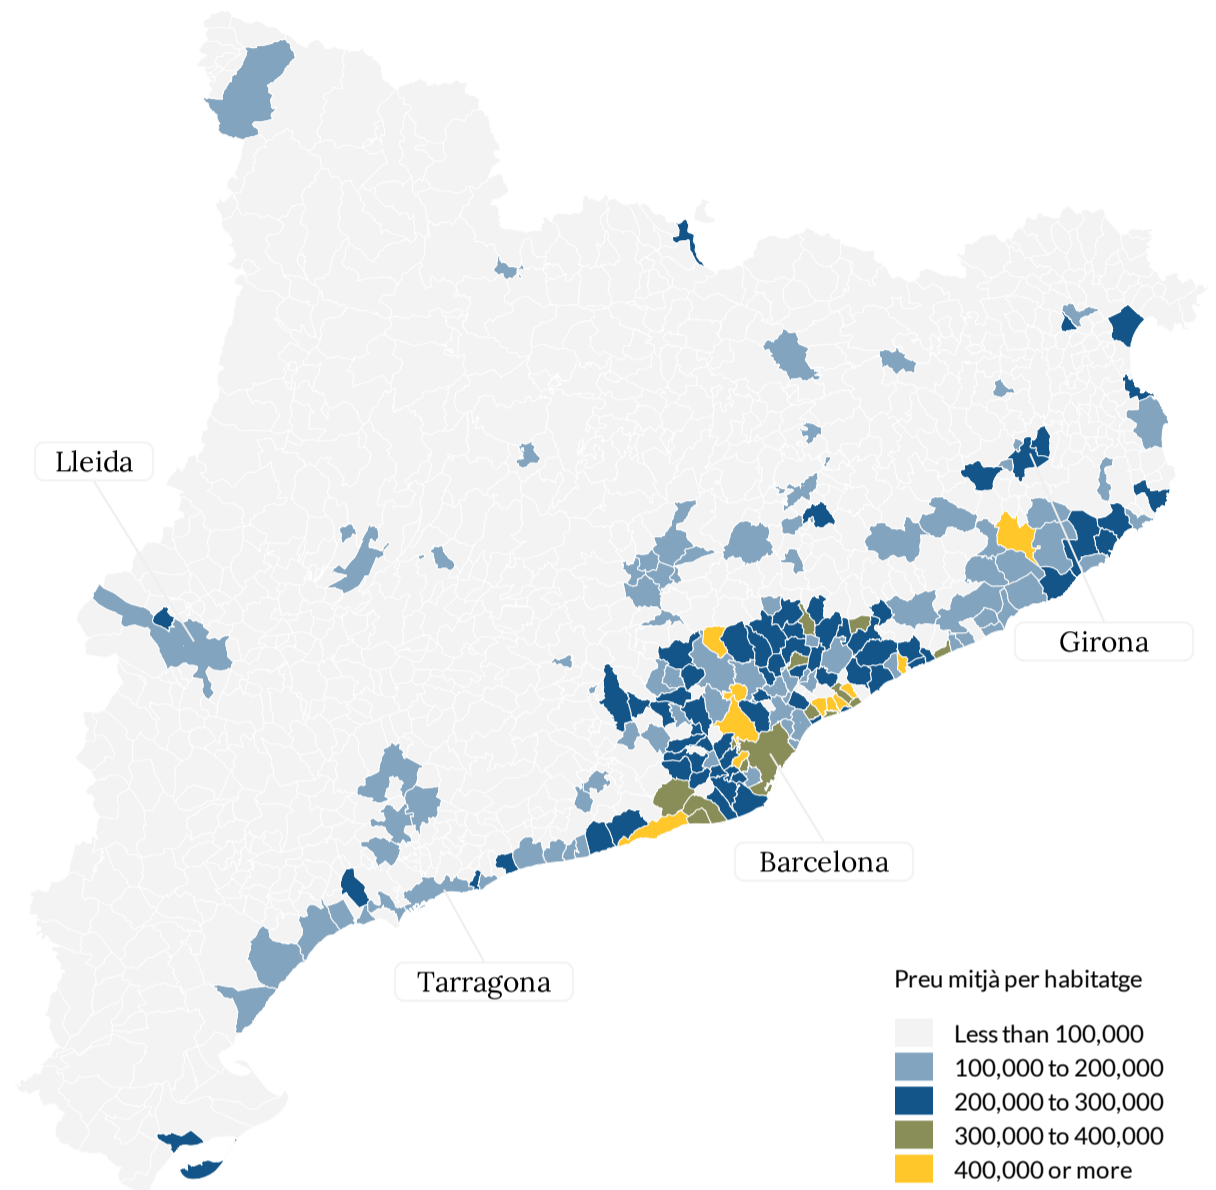 Lleida
Girona
Barcelona
Tarragona
Preu mitjà per habitatge
Less than 100,000
100,000 to 200,000
200,000 to 300,000
300,000 to 400,000
400,000 or more